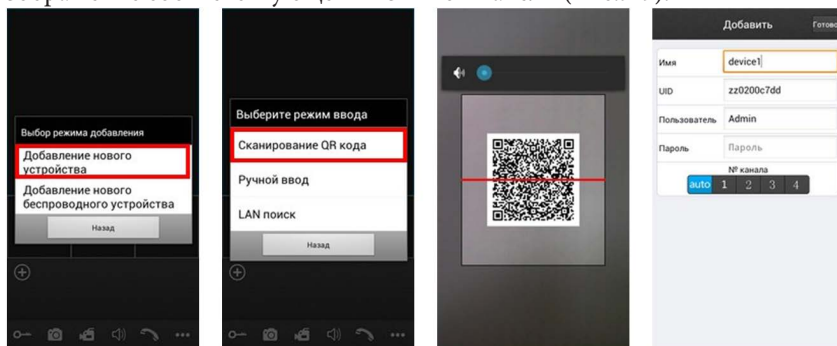 Выбор режима добавления
Добавление нового
устройства
Добавление нового
беспроводного устройства
Назад
Выберите режим ввода
Сканирование QR кода
Ручной ввод
LAN поиск
Назад
Добавить
Готово
Имя
device1
UID
zz0200c7dd
Пользователь
Admin
Пароль
Пароль
№ канала
auto 1 2 3 4